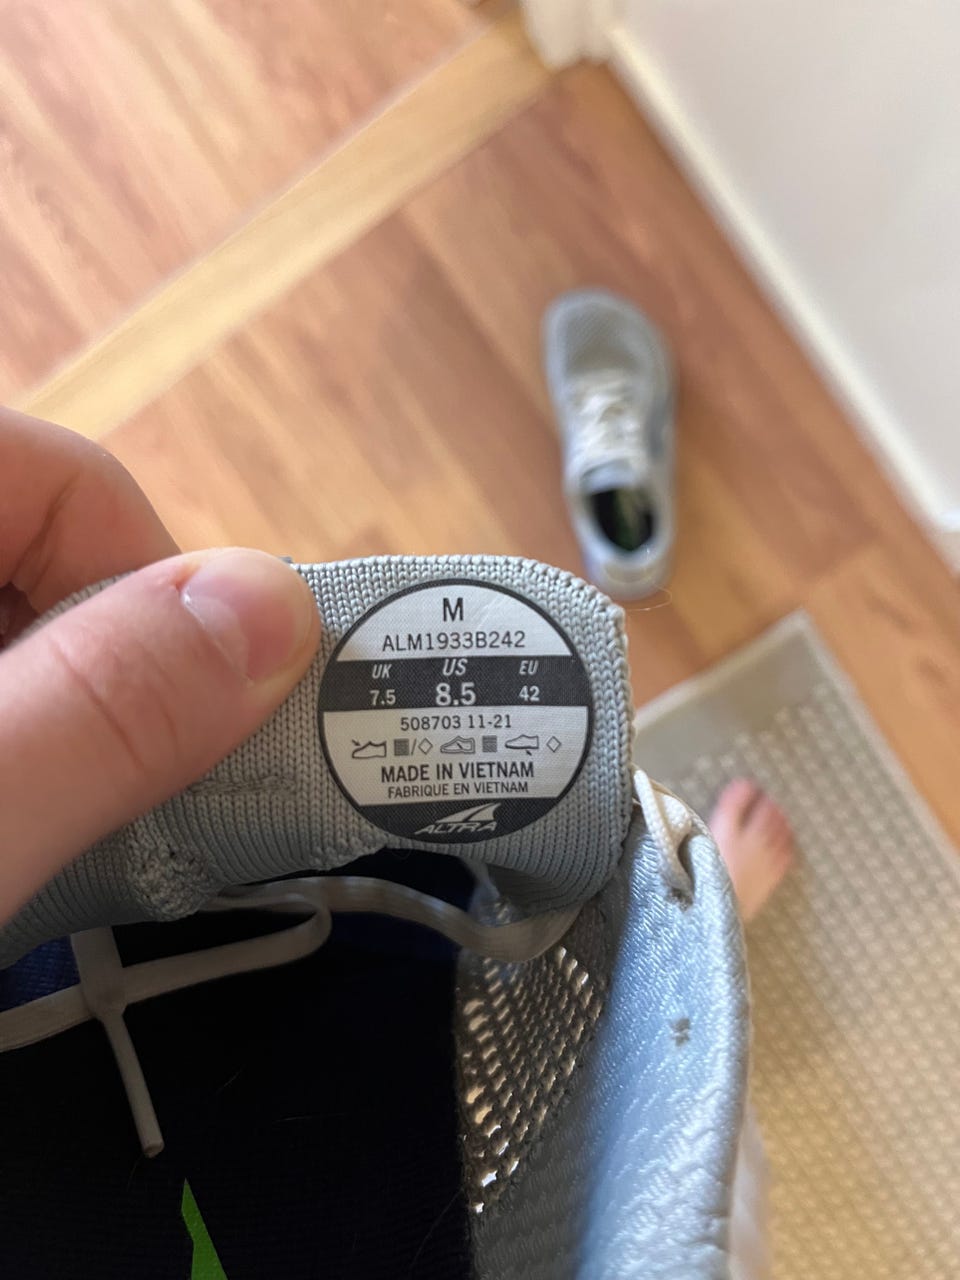 M
ALM1933B242
UK US EU
7.5 8.5 42
508703 11-21
MADE IN VIETNAM
FABRIQUE EN VIETNAM
ALTRA